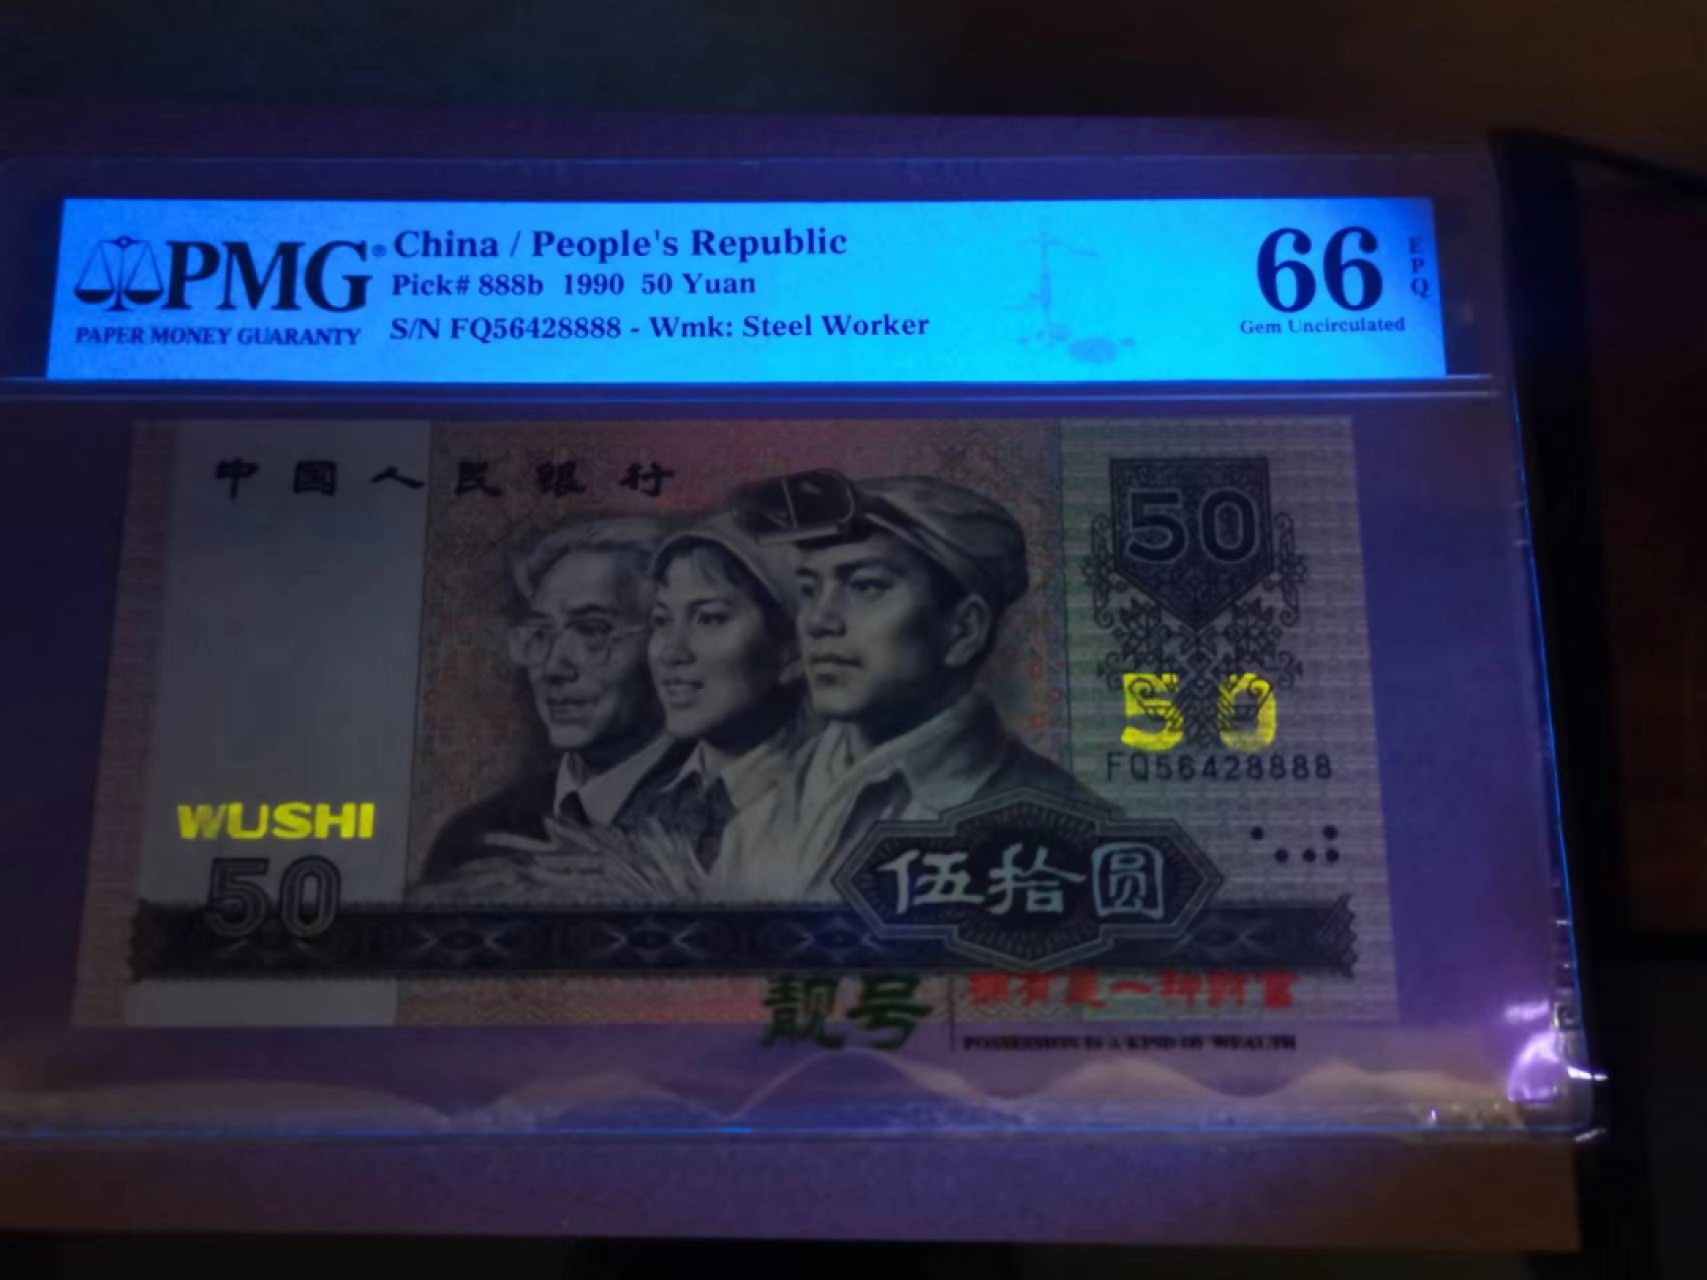 PMG® China / People's Republic
Pick# 888b 1990 50 Yuan
PAPER MONEY GUARANTY
S/N FQ56428888 - Wmk: Steel Worker
66
EPQ
Gem Uncirculated
中国人民银行
50
50
FQ56428888
WUSHI
50
伍拾圆
靓号
拥有是一种财富
POSSESSION IS A KIND OF WEALTH